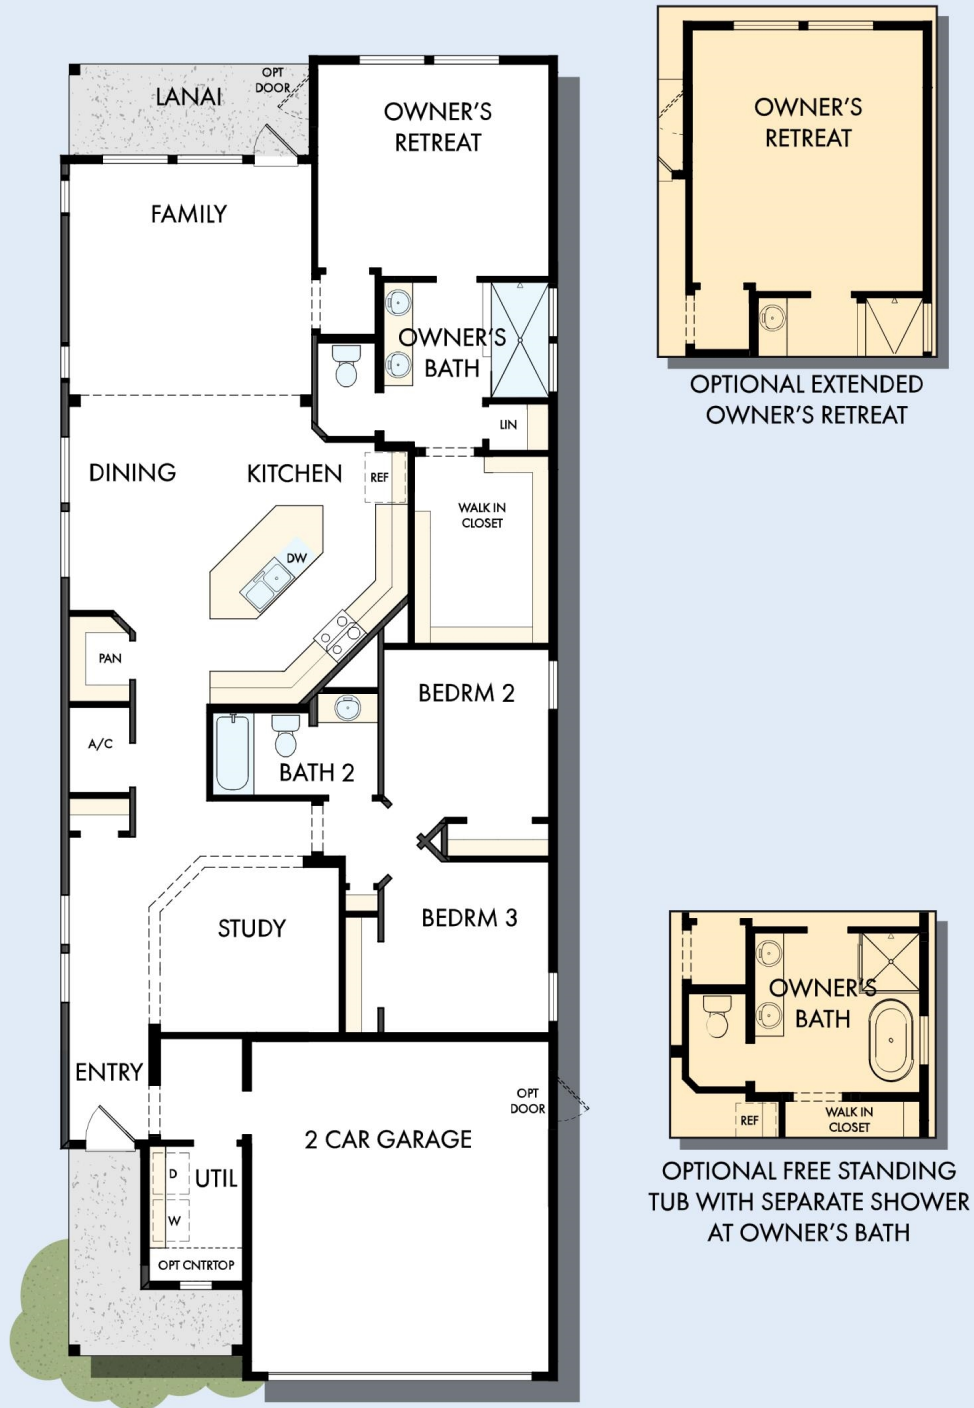 OPT
DOOR
LANAI
OWNER'S
RETREAT
FAMILY
OWNER'S
BATH
LIN
DINING
KITCHEN
REF
WALK IN
CLOSET
DW
PAN
BEDRM 2
A/C
BATH 2
STUDY
BEDRM 3
ENTRY
OPT
DOOR
2 CAR GARAGE
D
UTIL
W
OPT CNTRTOP
OWNER'S
RETREAT
OPTIONAL EXTENDED
OWNER'S RETREAT
OWNER'S
BATH
REF
WALK IN
CLOSET
OPTIONAL FREE STANDING
TUB WITH SEPARATE SHOWER
AT OWNER'S BATH